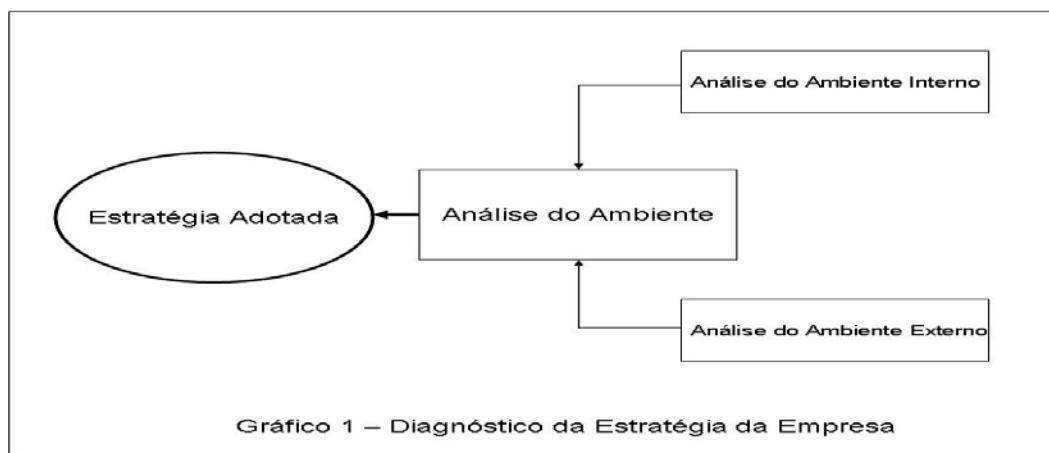 Análise do Ambiente Interno
Estratégia Adotada
Análise do Ambiente
Análise do Ambiente Externo
Gráfico 1 – Diagnóstico da Estratégia da Empresa